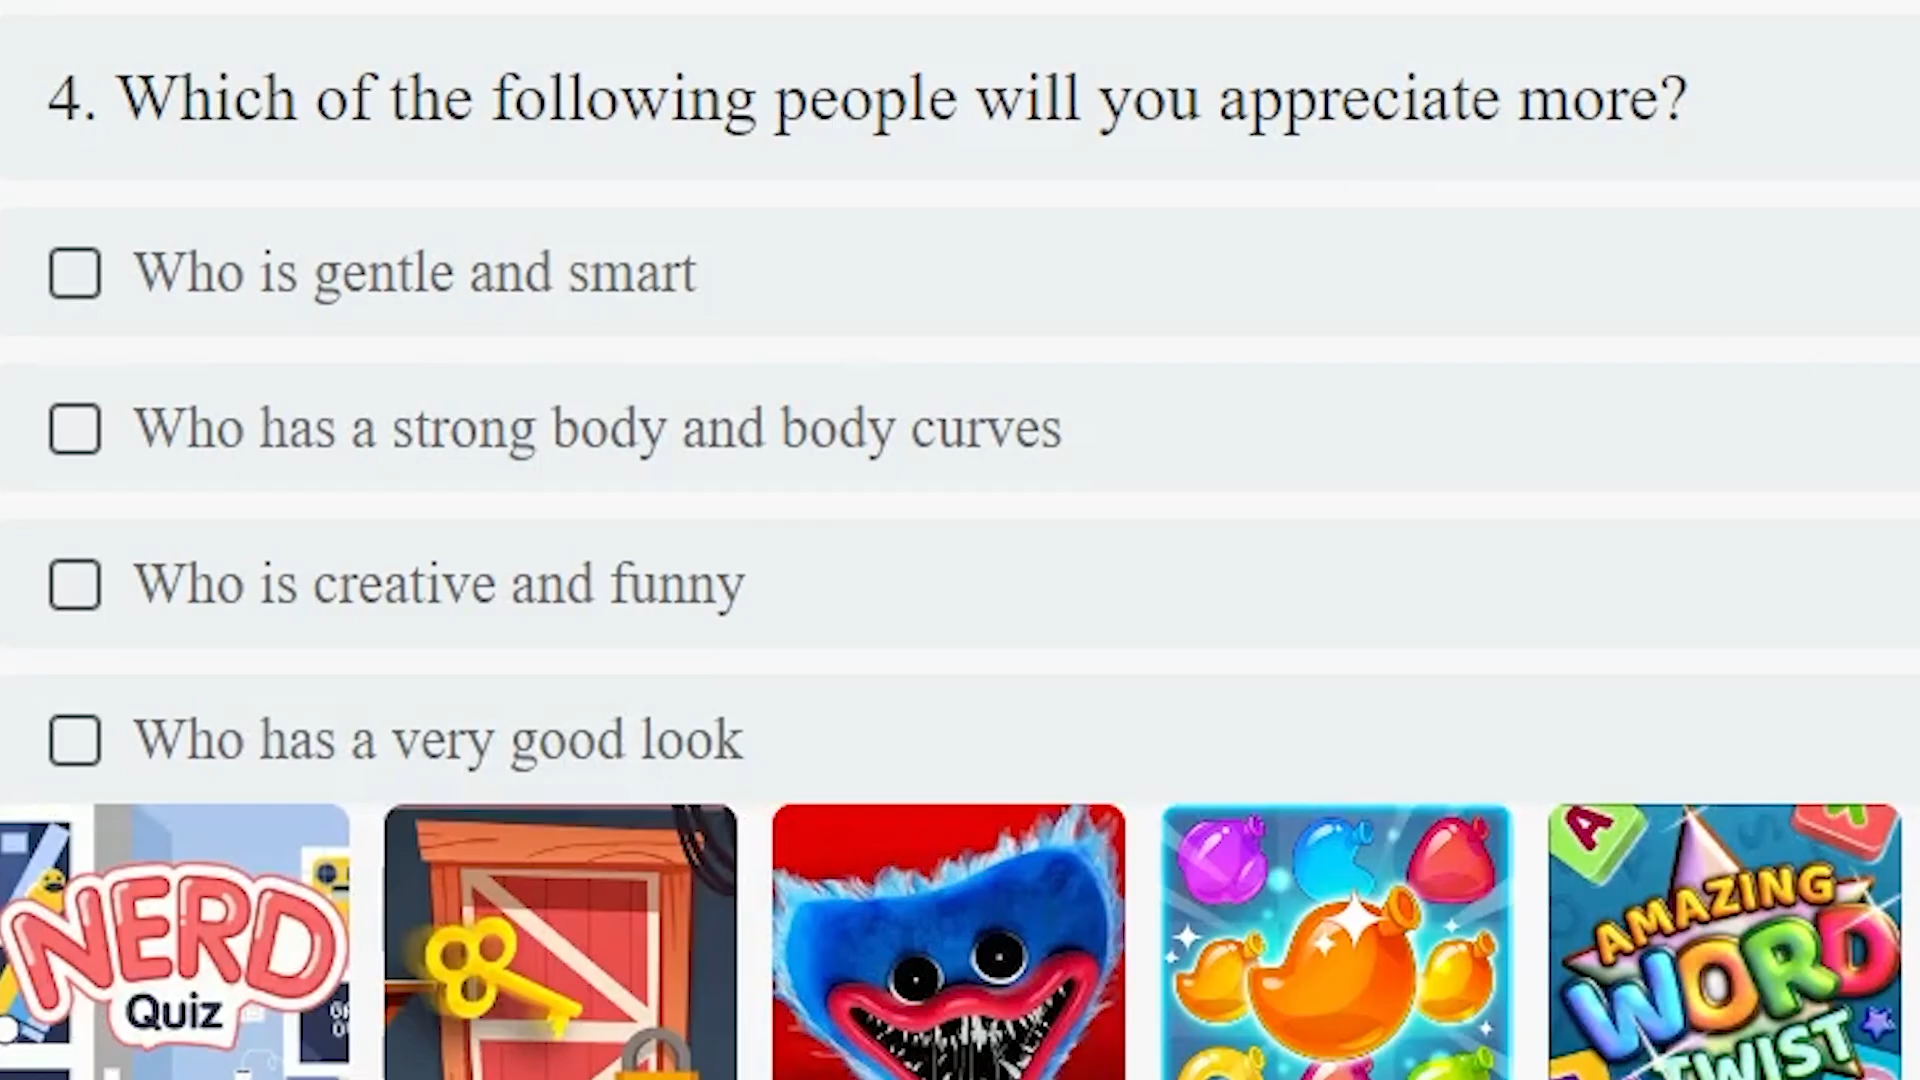 4. Which of the following people will you appreciate more?
Who is gentle and smart
Who has a strong body and body curves
Who is creative and funny
Who has a very good look
NERD
Quiz
A
AMAZING
WORD
TWIST